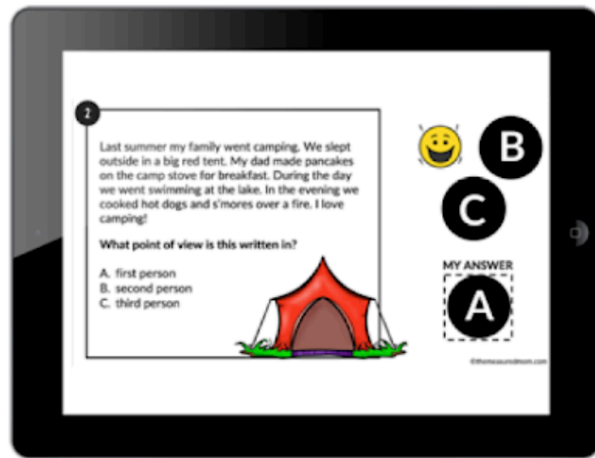 2
Last summer my family went camping. We slept
outside in a big red tent. My dad made pancakes
on the camp stove for breakfast. During the day
we went swimming at the lake. In the evening we
cooked hot dogs and s'mores over a fire. I love
camping!
What point of view is this written in?
A. first person
B. second person
C. third person
B
C
MY ANSWER
A
©themeasuredmom.com